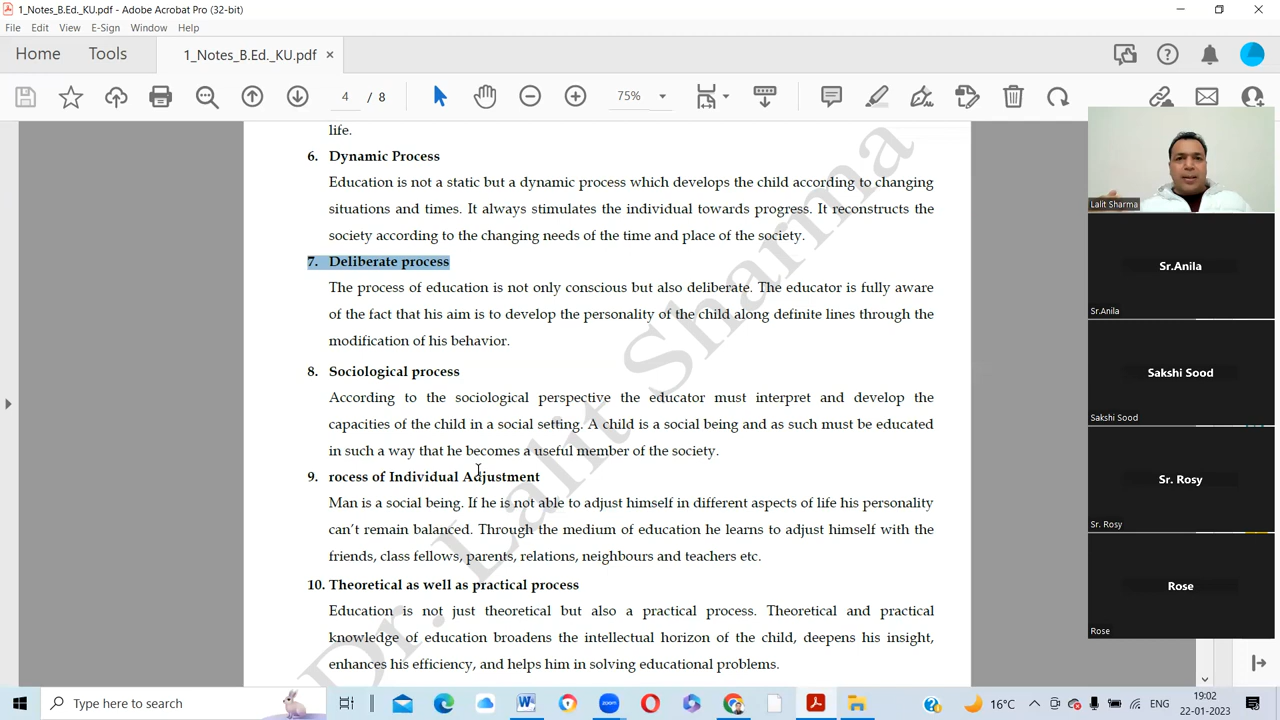 1_Notes_B.Ed._KU.pdf - Adobe Acrobat Pro (32-bit)
File Edit View E-Sign Window Help
Home Tools 1_Notes_B.Ed._KU.pdf ×
4 / 8 75%
life.
6. Dynamic Process
Education is not a static but a dynamic process which develops the child according to changing
situations and times. It always stimulates the individual towards progress. It reconstructs the
society according to the changing needs of the time and place of the society.
7. Deliberate process
The process of education is not only conscious but also deliberate. The educator is fully aware
of the fact that his aim is to develop the personality of the child along definite lines through the
modification of his behavior.
8. Sociological process
According to the sociological perspective the educator must interpret and develop the
capacities of the child in a social setting. A child is a social being and as such must be educated
in such a way that he becomes a useful member of the society.
9. rocess of Individual Adjustment
Man is a social being. If he is not able to adjust himself in different aspects of life his personality
can't remain balanced. Through the medium of education he learns to adjust himself with the
friends, class fellows, parents, relations, neighbours and teachers etc.
10. Theoretical as well as practical process
Education is not just theoretical but also a practical process. Theoretical and practical
knowledge of education broadens the intellectual horizon of the child, deepens his insight,
enhances his efficiency, and helps him in solving educational problems.
Dr. Lalit Sharma
Lalit Sharma
Sr.Anila
Sr.Anila
Sakshi Sood
Sakshi Sood
Sr. Rosy
Sr. Rosy
Rose
Rose
Type here to search
16°C
ENG
19:02
22-01-2023